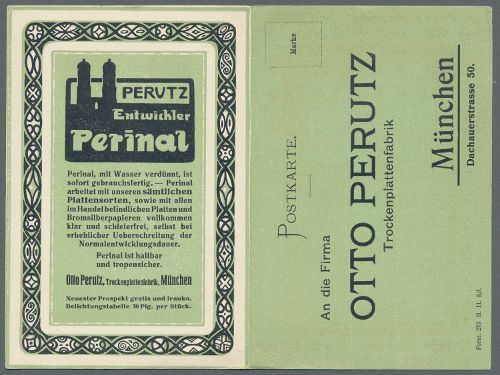 PERUTZ
Entwickler
Perinal
Perinal, mit Wasser verdünnt, ist
sofort gebrauchsfertig. — Perinal
arbeitet mit unseren sämtlichen
Plattensorten, sowie mit allen
im Handel befindlichen Platten und
Bromsilberpapieren vollkommen
klar und schleierfrei, selbst bei
erheblicher Ueberschreitung der
Normalentwicklungsdauer.
Perinal ist haltbar
und tropensicher.
Otto Perutz, Trockenplattenfabrik, München
Neuester Prospekt gratis und franko.
Belichtungstabelle 30 Pfg. per Stück.
Marke
POSTKARTE.
An die Firma
OTTO PERUTZ
Trockenplattenfabrik
München
Dachauerstrasse 50.